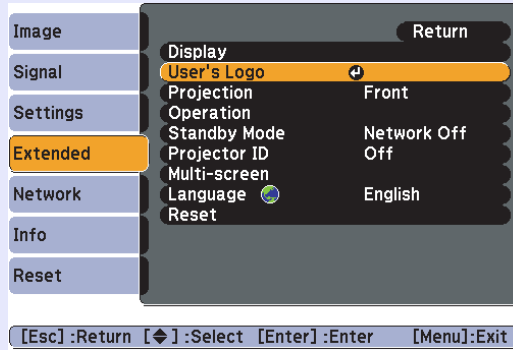 Image
Signal
Settings
Extended
Network
Info
Reset
Return
Display
User's Logo
Projection Front
Operation
Standby Mode Network Off
Projector ID Off
Multi-screen
Language English
Reset
[Esc] :Return [◆] :Select [Enter] :Enter [Menu]:Exit